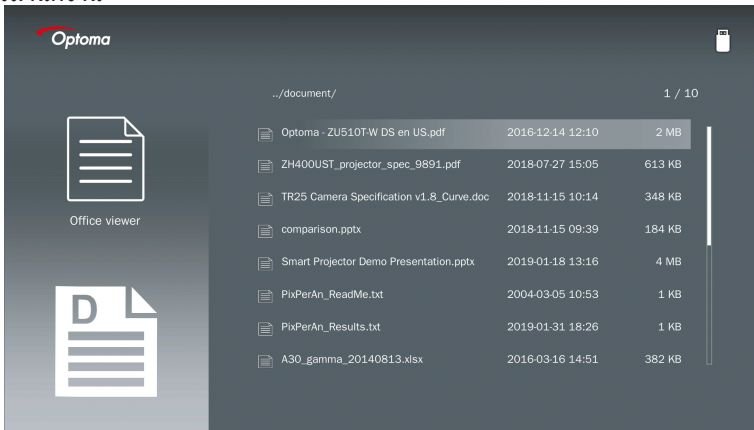 Optoma
../document/ 1 / 10
Optoma - ZU510T-W DS en US.pdf 2016-12-14 12:10 2 MB
ZH400UST_projector_spec_9891.pdf 2018-07-27 15:05 613 KB
TR25 Camera Specification v1.8_Curve.doc 2018-11-15 10:14 348 KB
Office viewer
comparison.pptx 2018-11-15 09:39 184 KB
Smart Projector Demo Presentation.pptx 2019-01-18 13:16 4 MB
PixPerAn_ReadMe.txt 2004-03-05 10:53 1 KB
D
PixPerAn_Results.txt 2019-01-31 18:26 1 KB
A30_gamma_20140813.xlsx 2016-03-16 14:51 382 KB